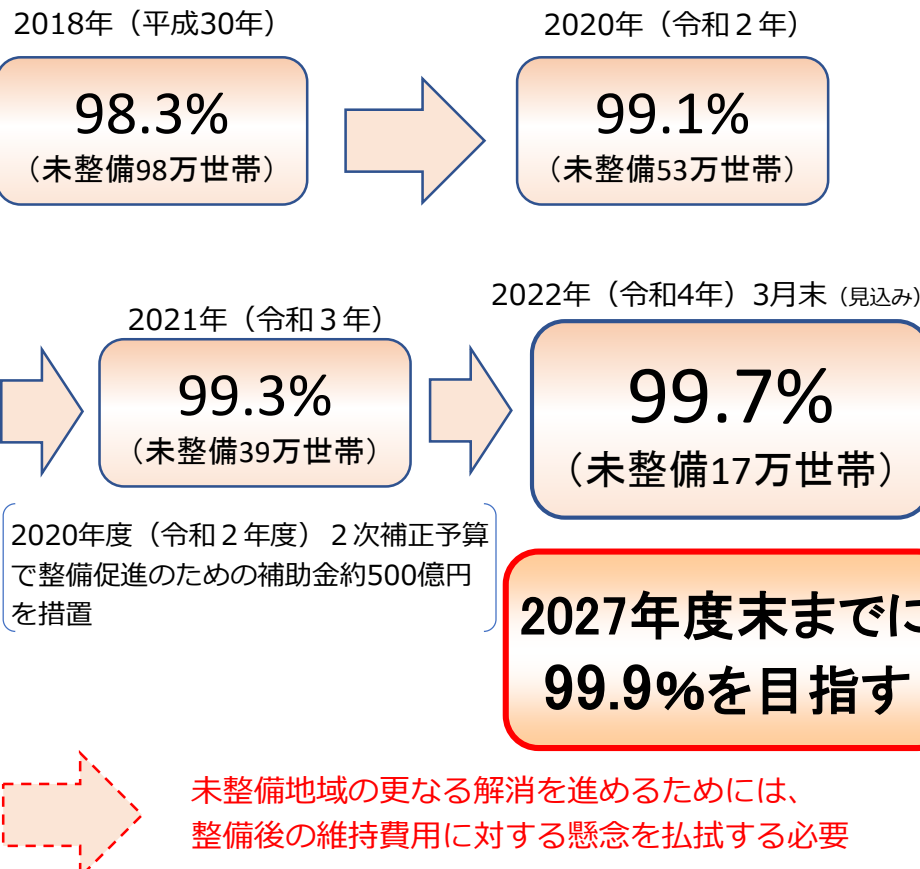 2018年（平成30年）
98.3%
（未整備98万世帯）
2020年（令和２年）
99.1%
（未整備53万世帯）
2021年（令和３年）
99.3%
（未整備39万世帯）
2022年（令和4年）3月末（見込み）
99.7%
（未整備17万世帯）
2020年度（令和２年度）２次補正予算
で整備促進のための補助金約500億円
を措置
2027年度末までに
99.9%を目指す
未整備地域の更なる解消を進めるためには、
整備後の維持費用に対する懸念を払拭する必要